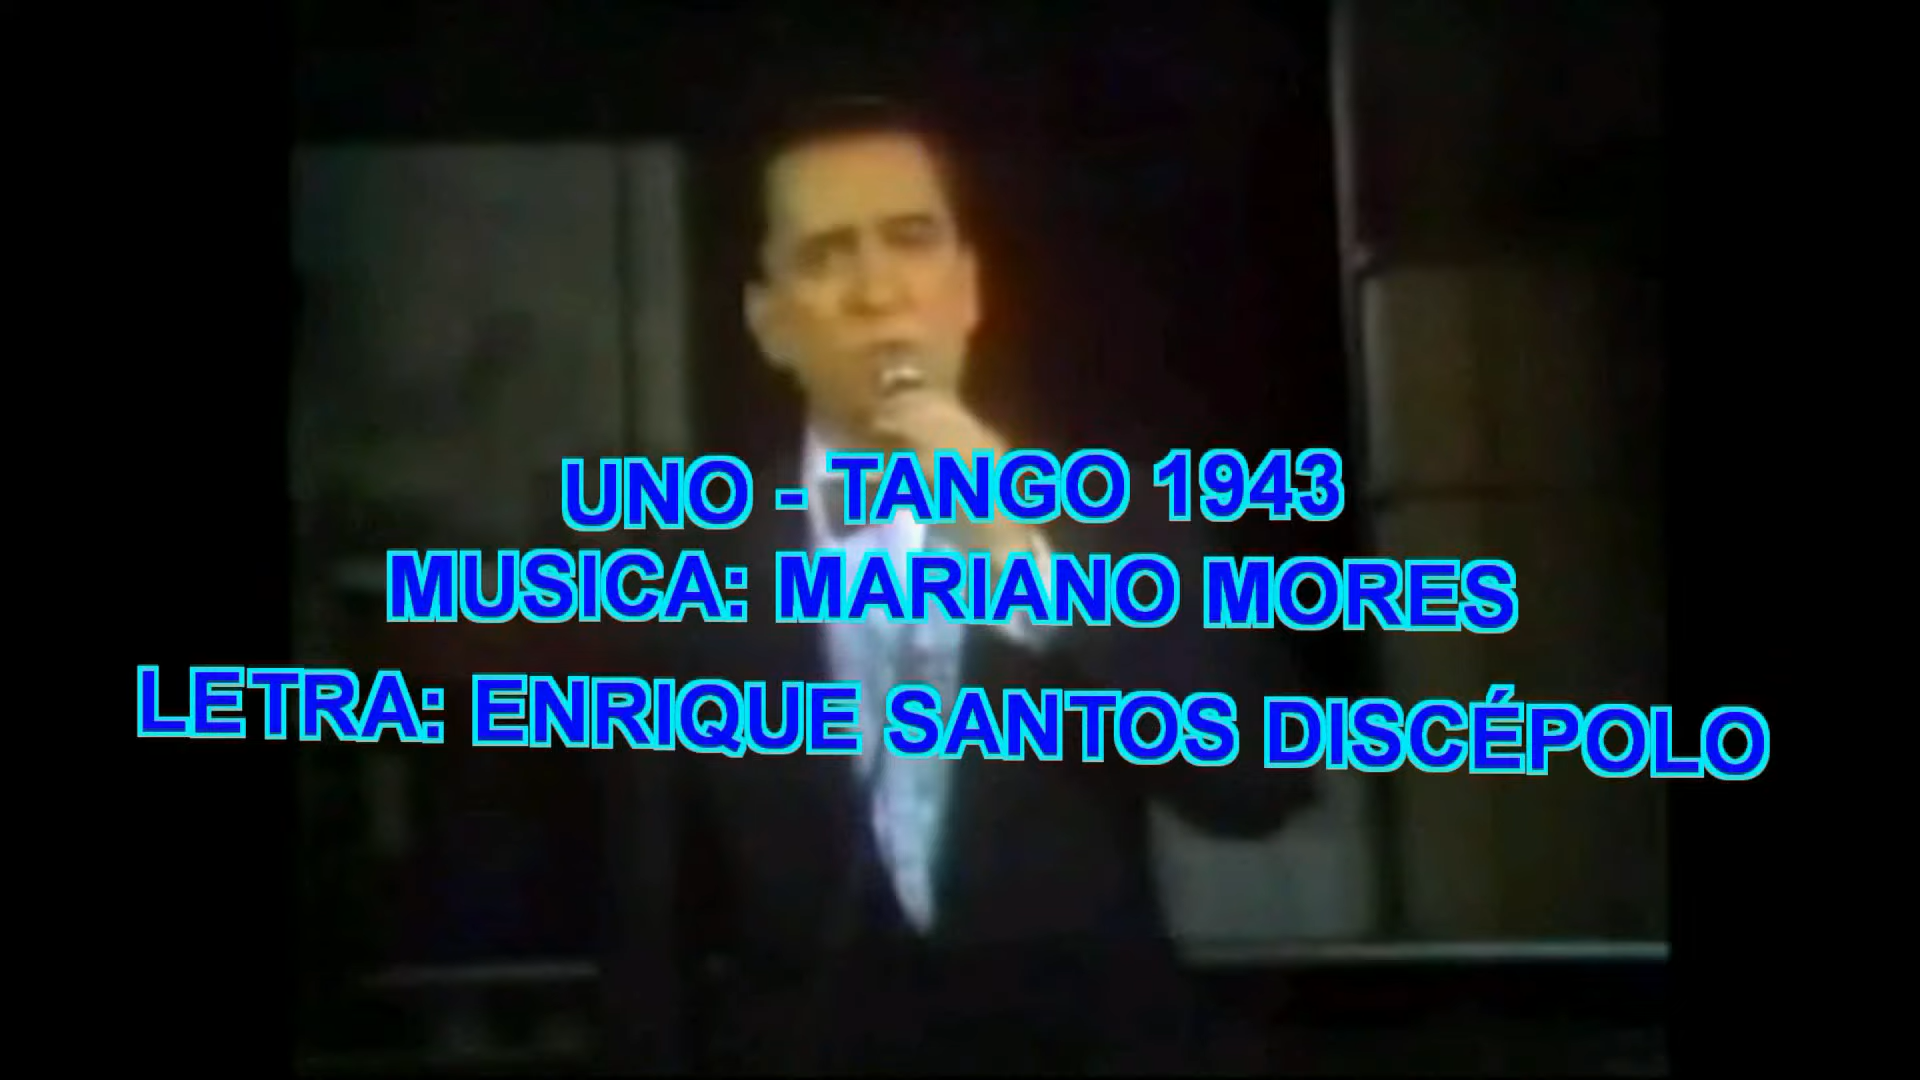 UNO - TANGO 1943
MUSICA: MARIANO MORES
LETRA: ENRIQUE SANTOS DISCÉPOLO